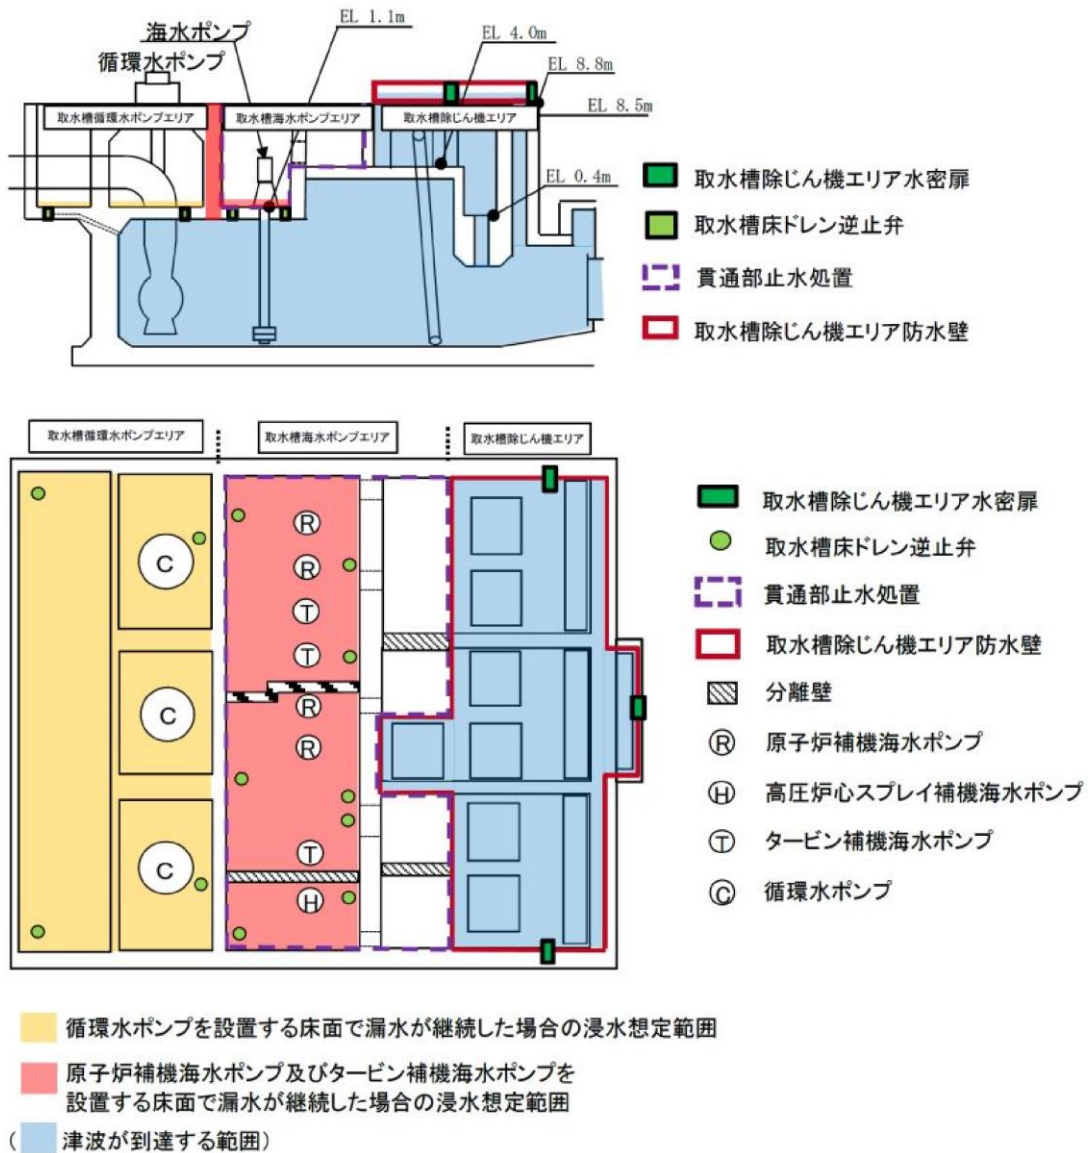 海水ポンプ
循環水ポンプ
EL 1.1m
EL 4.0m
EL 8.8m
EL 8.5m
取水槽循環水ポンプエリア
取水槽海水ポンプエリア
取水槽除じん機エリア
EL 0.4m
取水槽除じん機エリア水密扉
取水槽床ドレン逆止弁
貫通部止水処置
取水槽除じん機エリア防水壁
取水槽循環水ポンプエリア
取水槽海水ポンプエリア
取水槽除じん機エリア
C
C
C
R
R
T
T
R
R
T
H
取水槽除じん機エリア水密扉
取水槽床ドレン逆止弁
貫通部止水処置
取水槽除じん機エリア防水壁
分離壁
Ⓡ 原子炉補機海水ポンプ
Ⓗ 高圧炉心スプレイ補機海水ポンプ
Ⓣ タービン補機海水ポンプ
Ⓒ 循環水ポンプ
循環水ポンプを設置する床面で漏水が継続した場合の浸水想定範囲
原子炉補機海水ポンプ及びタービン補機海水ポンプを
設置する床面で漏水が継続した場合の浸水想定範囲
( 津波が到達する範囲)